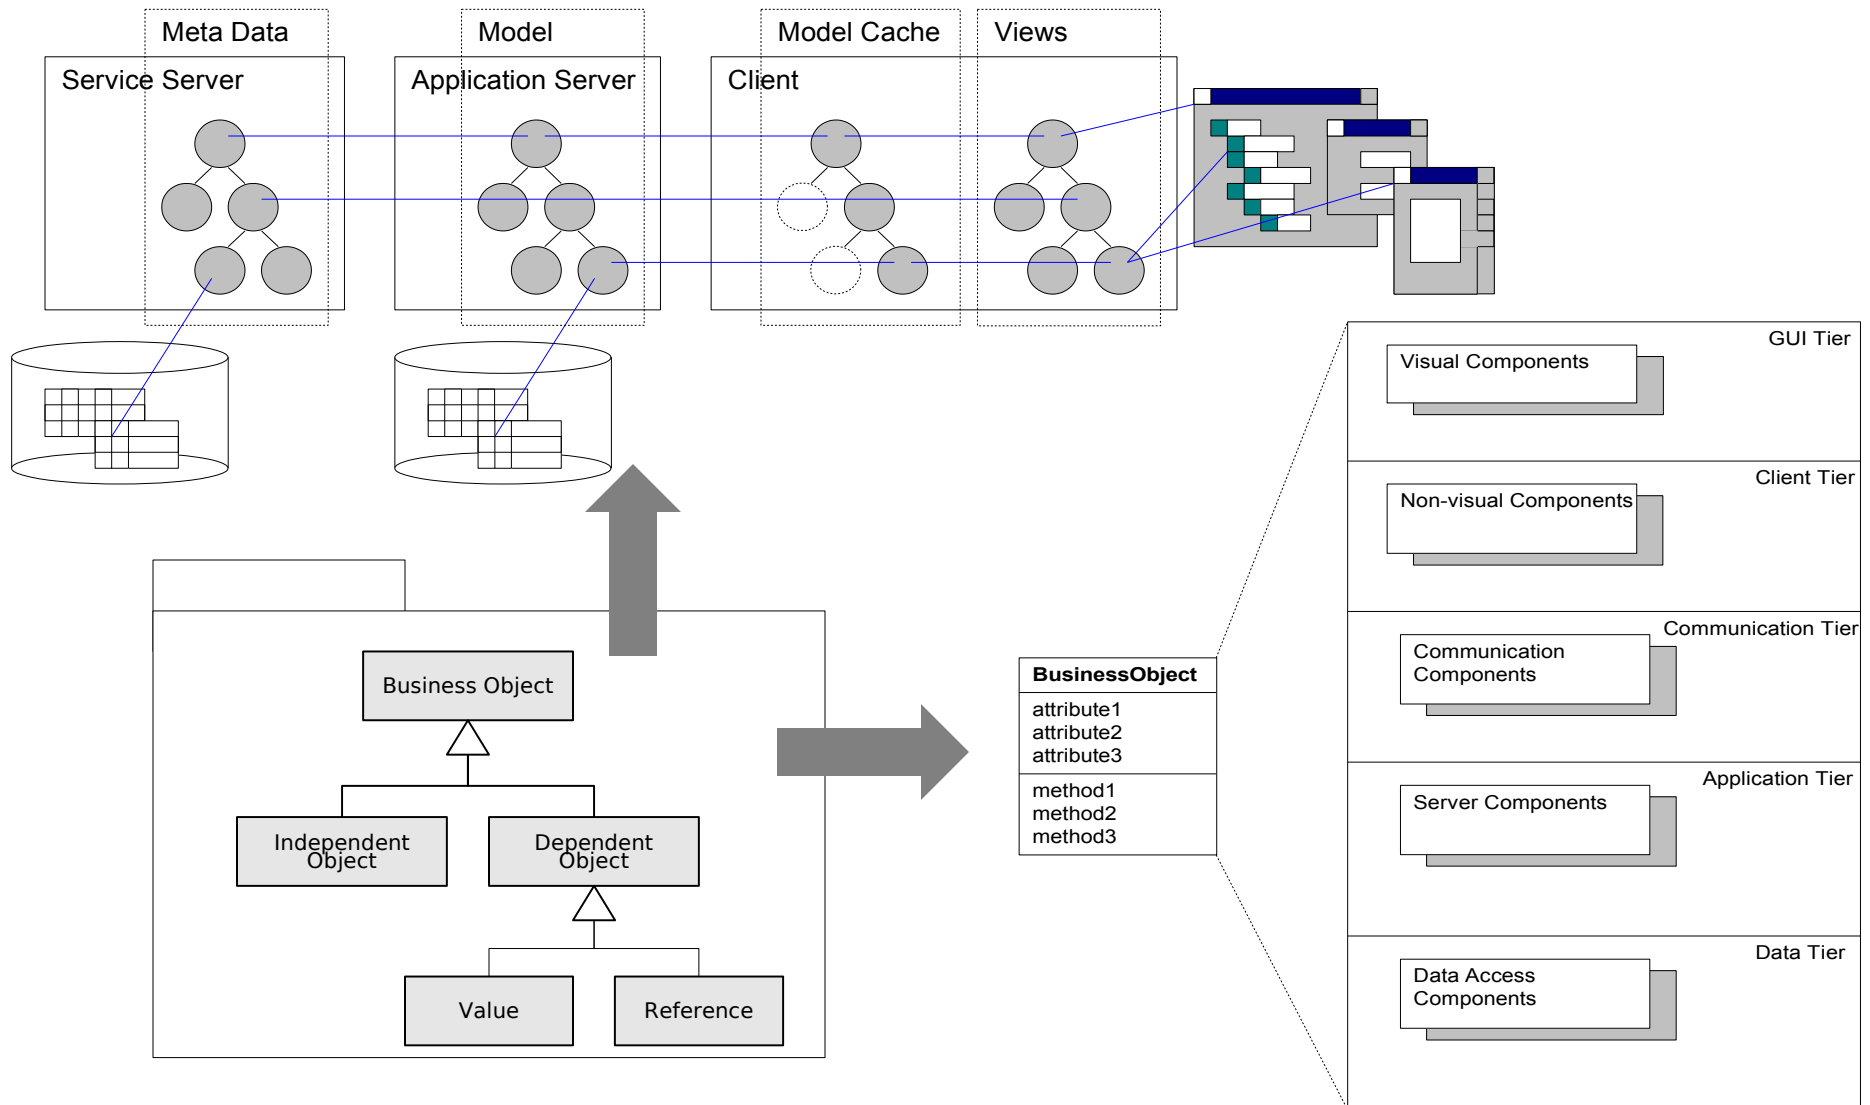 Meta Data
Model
Model Cache
Views
Service Server
Application Server
Client
GUI Tier
Visual Components
Client Tier
Non-visual Components
Communication Tier
Communication
Components
Application Tier
Server Components
Data Tier
Data Access
Components
Business Object
Independent
Object
Dependent
Object
Value
Reference
BusinessObject
attribute1
attribute2
attribute3
method1
method2
method3